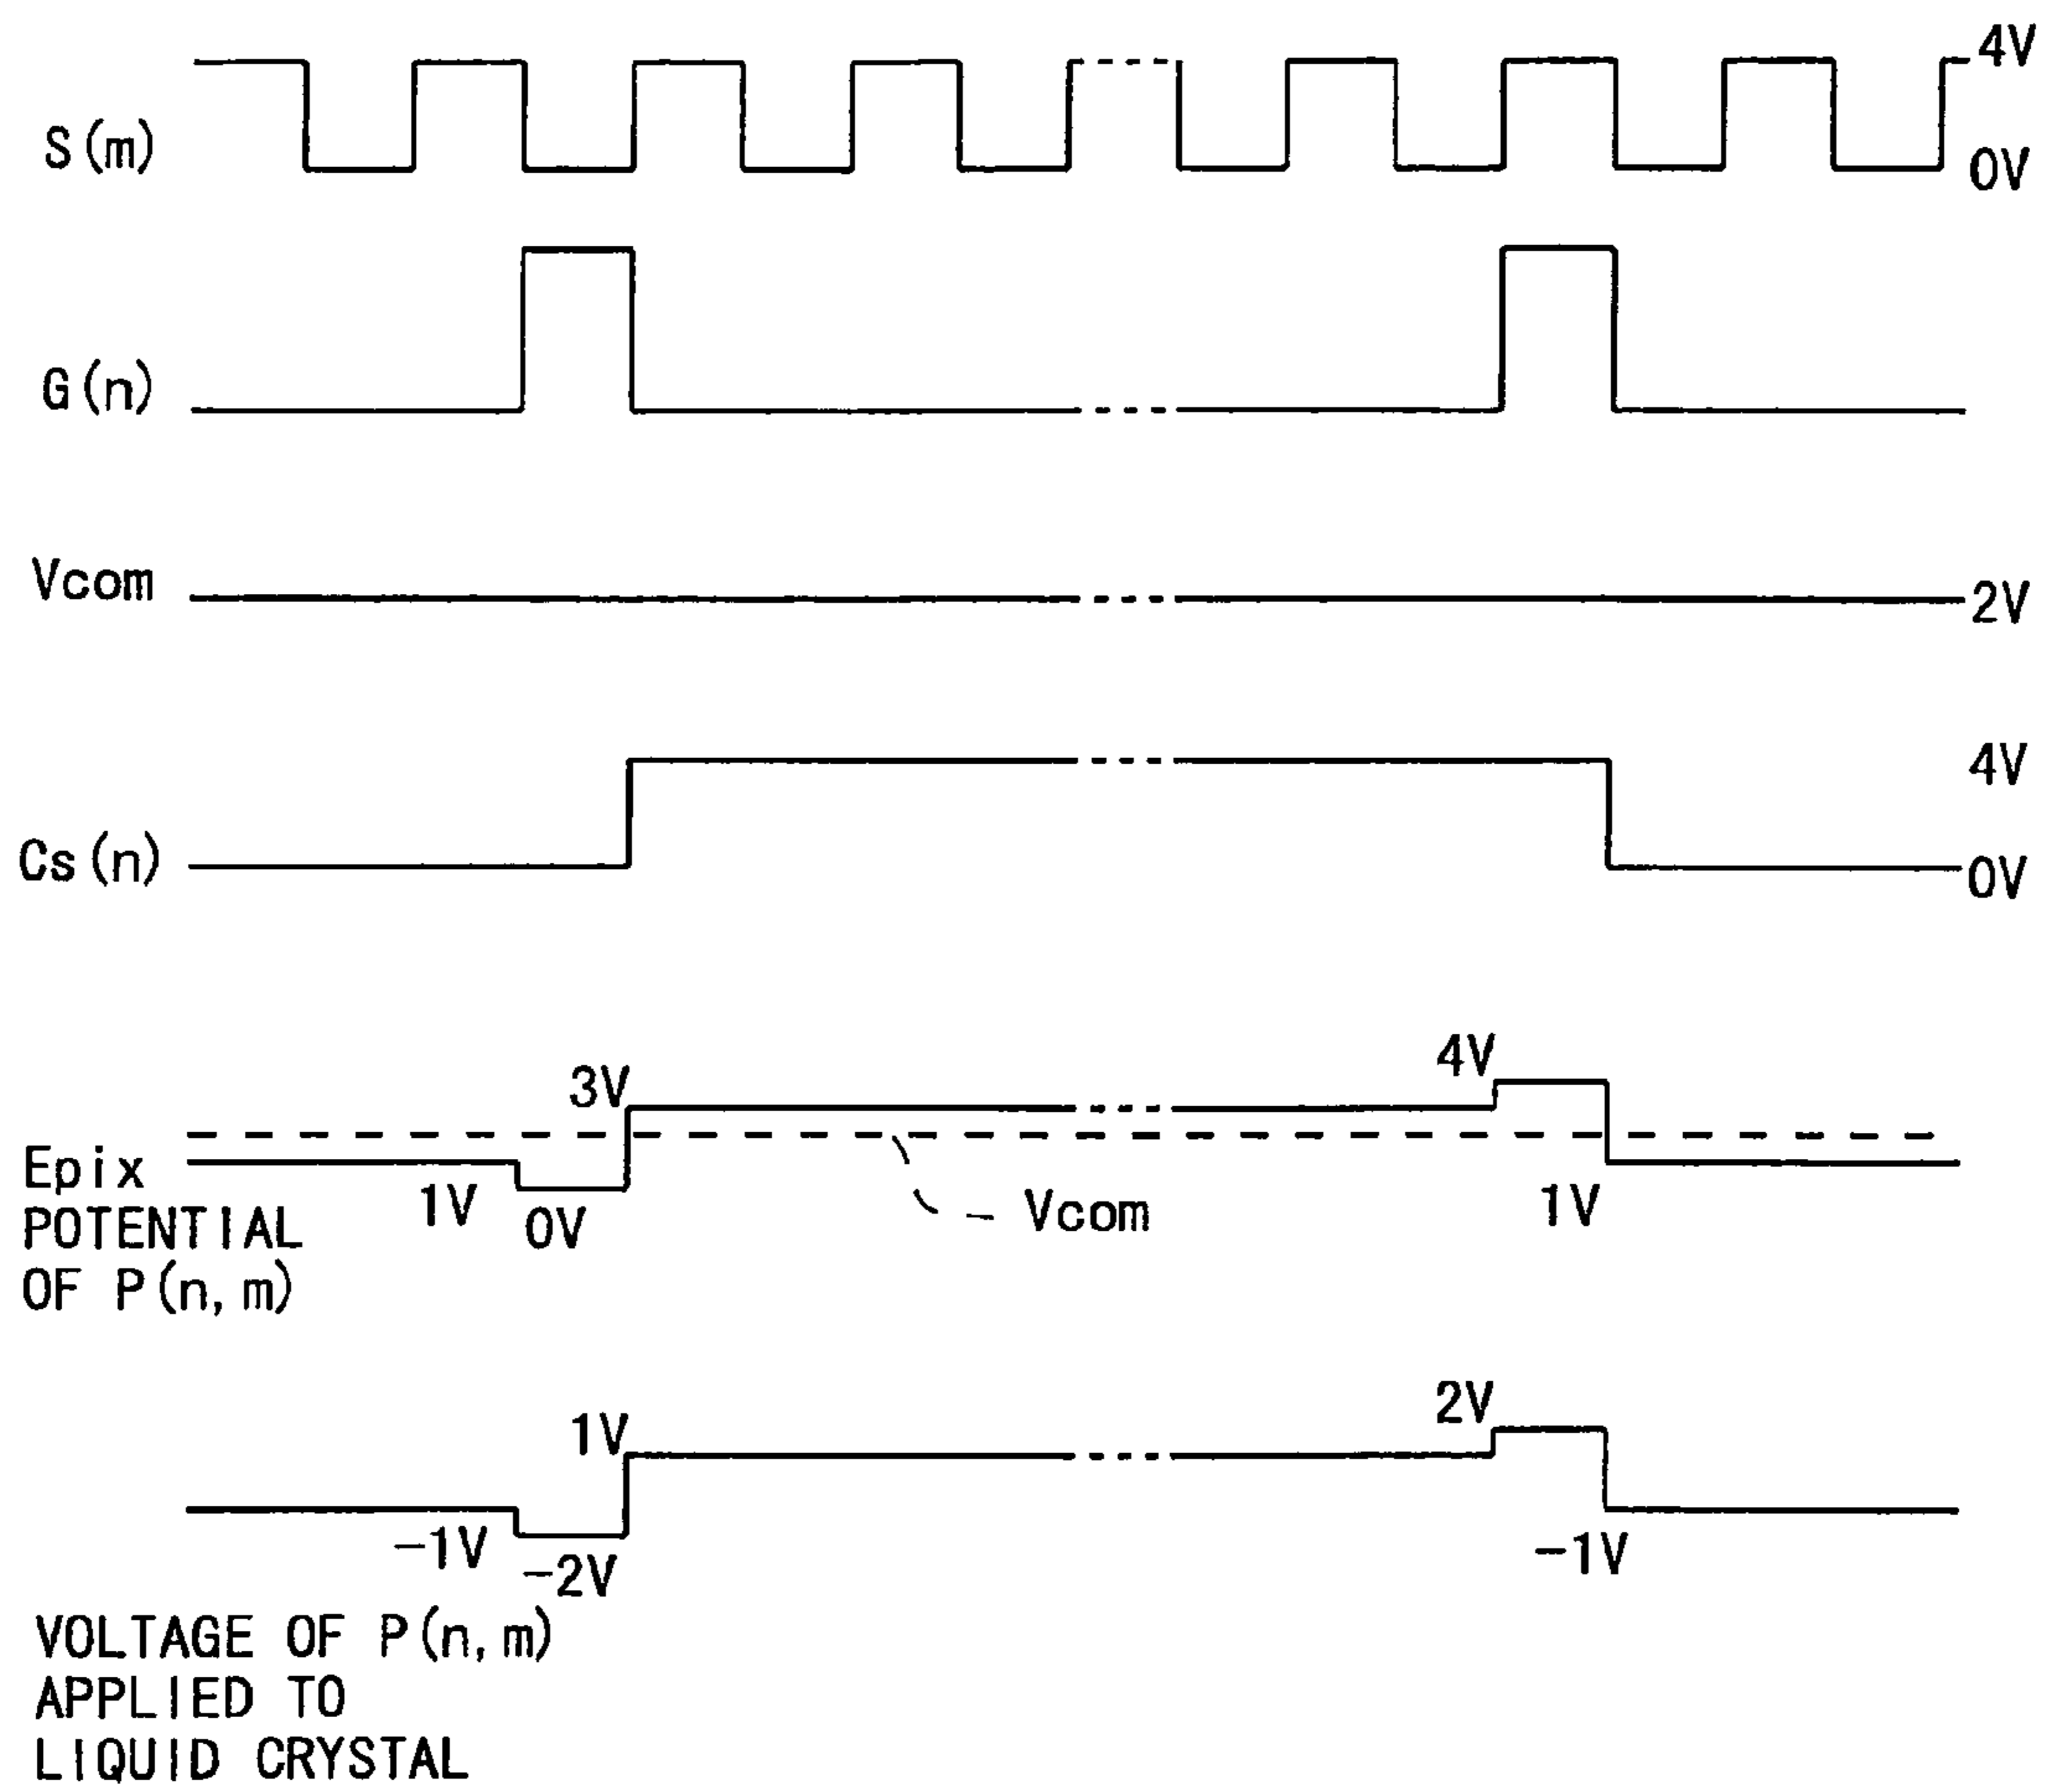 4V
S(m)
0V
G(n)
Vcom
2V
4V
Cs(n)
0V
3V
4V
Epix
POTENTIAL
OF P(n,m)
1V
0V
Vcom
1V
1V
2V
-1V
-2V
-1V
VOLTAGE OF P(n,m)
APPLIED TO
LIQUID CRYSTAL